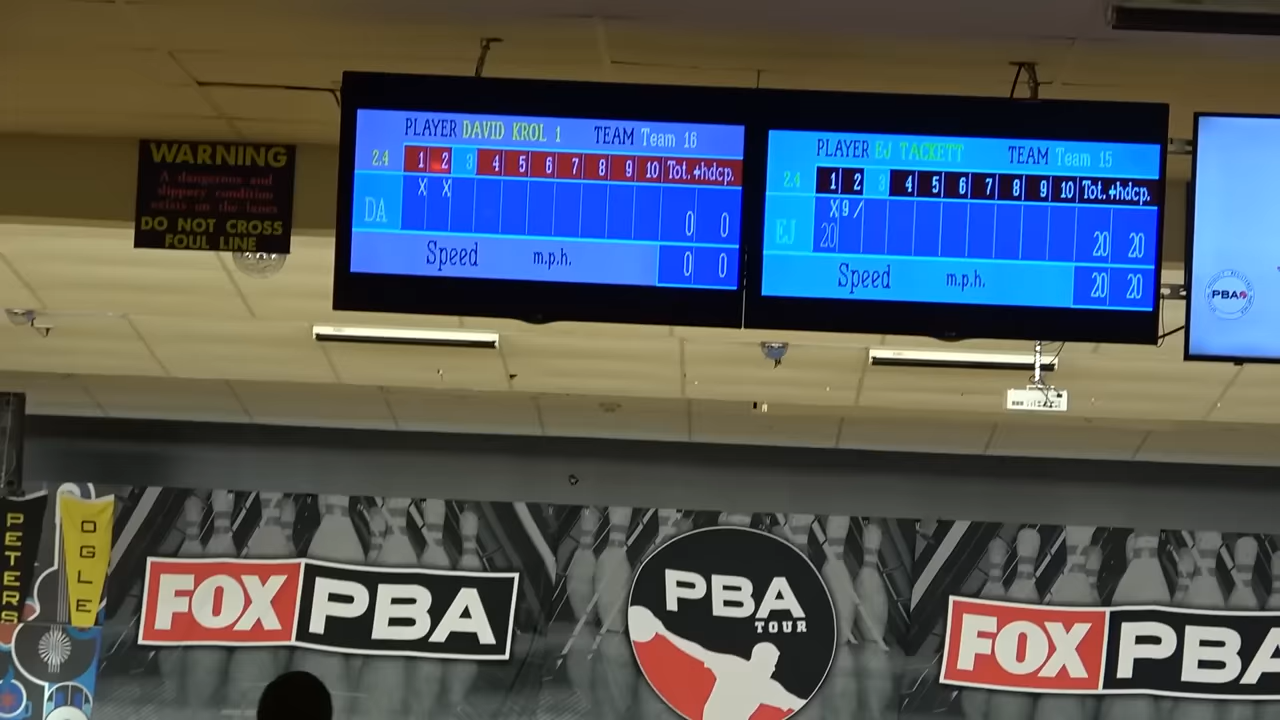 PLAYER DAVID KROL 1 TEAM Team 16
2,4 1 2 3 4 5 6 7 8 9 10 Tot. +hdcp.
X X
DA 0 0
Speed m.p.h. 0 0
PLAYER EJ TACKETT TEAM Team 15
2.4 1 2 3 4 5 6 7 8 9 10 Tot. +hdcp.
X 9 /
EJ 20 20 20
Speed m.p.h. 20 20
WARNING
A dangerous and
slippery condition
exists on the lanes
DO NOT CROSS
FOUL LINE
PBA
PETERS
OGLE
FOX PBA
PBA
TOUR
FOX PBA